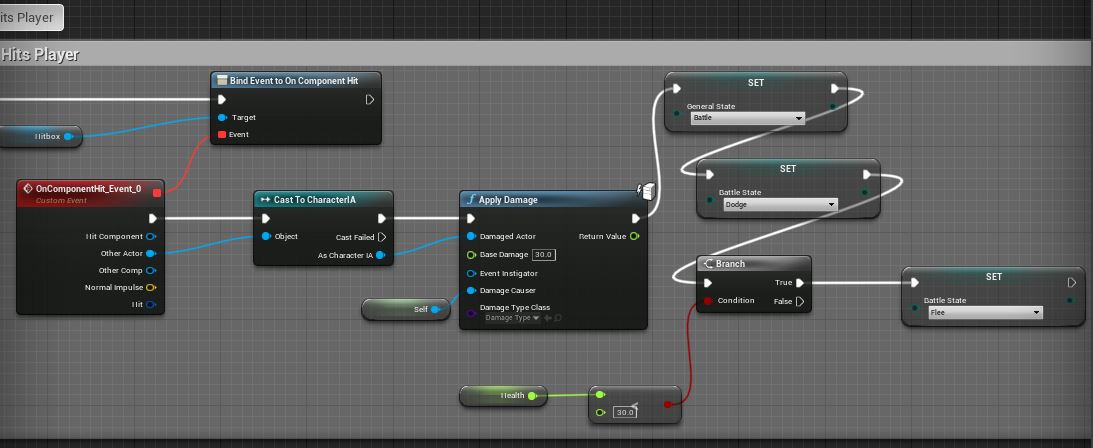 its Player
Hits Player
Bind Event to On Component Hit
Target
Event
Hitbox
OnComponentHit_Event_0
Custom Event
Hit Component
Other Actor
Other Comp
Normal Impulse
Hit
Cast To CharacterIA
Object
Cast Failed
As Character IA
Apply Damage
Damaged Actor
Return Value
Base Damage 30.0
Event Instigator
Damage Causer
Damage Type Class
Damage Type
Self
SET
General State
Battle
SET
Battle State
Dodge
Branch
True
Condition
False
SET
Battle State
Flee
Health
<
30.0